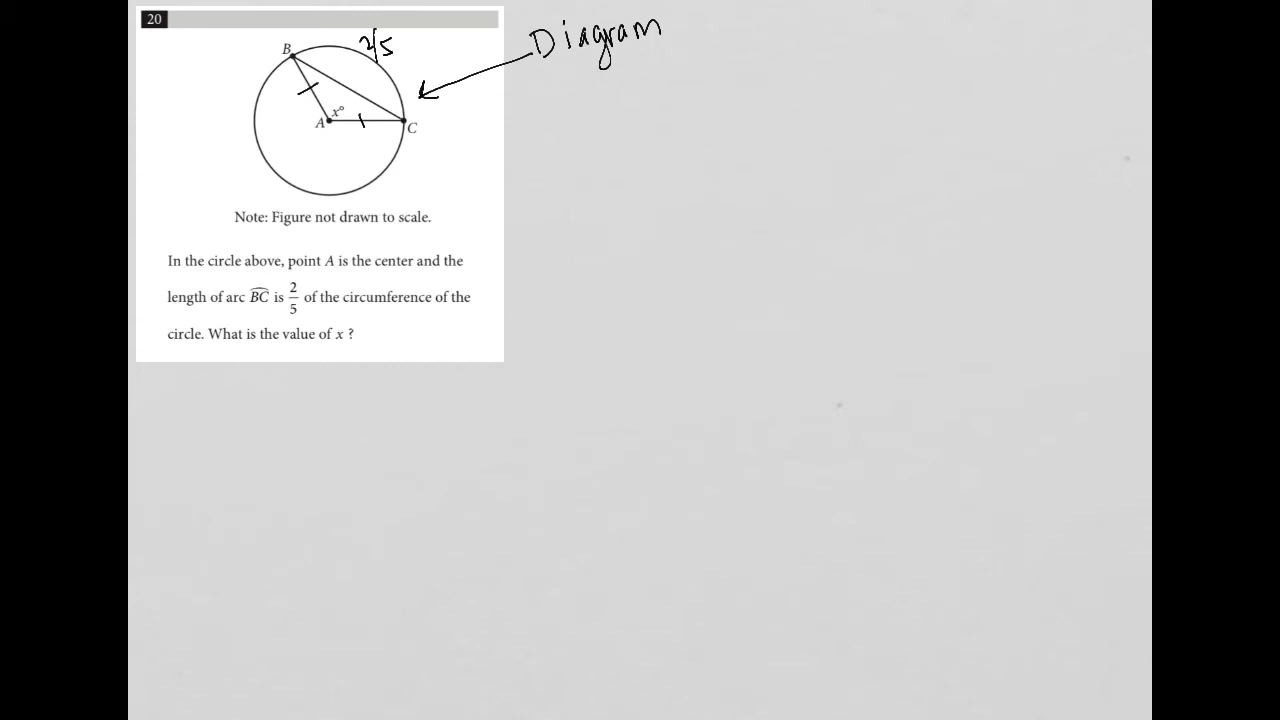 20
B
2/5
Diagram
x°
A
C
Note: Figure not drawn to scale.
In the circle above, point A is the center and the
length of arc BC is 2/5 of the circumference of the
circle. What is the value of x ?